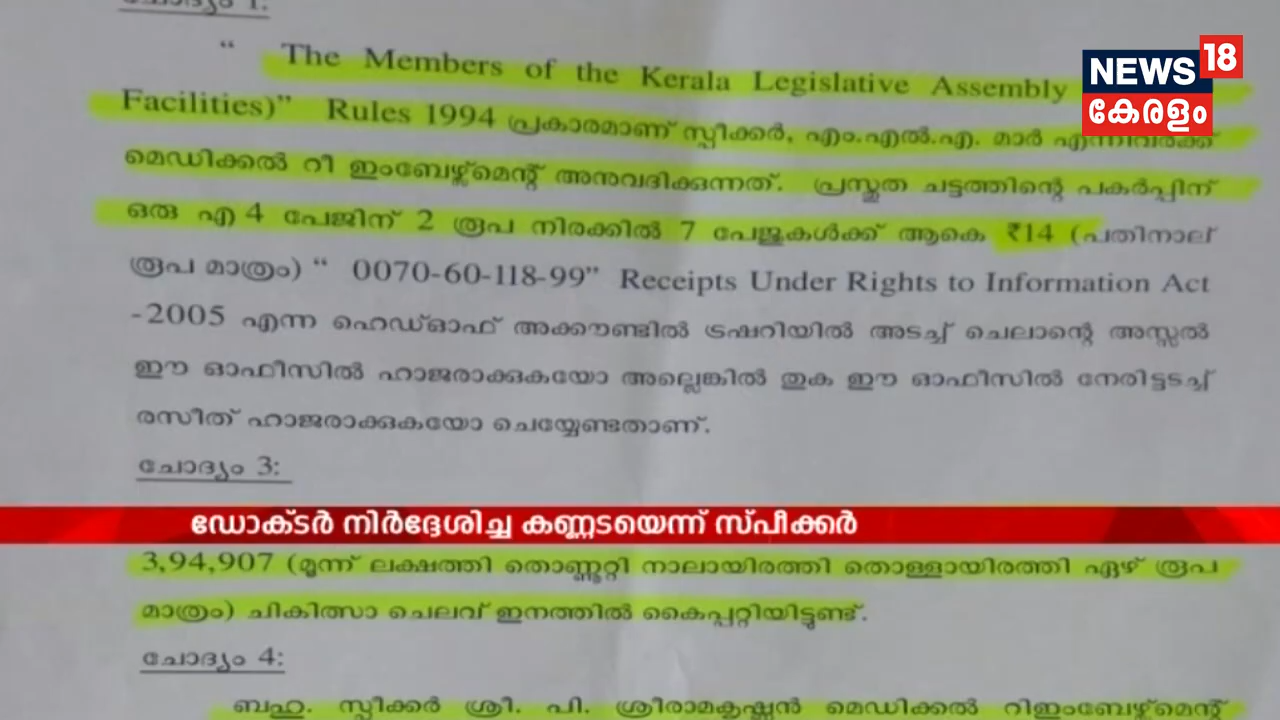 ചോദ്യം 1:
NEWS 18
കേരളം
“ The Members of the Kerala Legislative Assembly
Facilities)” Rules 1994 പ്രകാരമാണ് സ്പീക്കർ, എം.എൽ.എ. മാർ എന്നിവർക്ക്
മെഡിക്കൽ റീ ഇംബേഴ്സ്മെന്റ് അനുവദിക്കുന്നത്. പ്രസ്തുത ചട്ടത്തിന്റെ പകർപ്പിന്
ഒരു എ 4 പേജിന് 2 രൂപ നിരക്കിൽ 7 പേജുകൾക്ക് ആകെ ₹14 (പതിനാല്
രൂപ മാത്രം) “ 0070-60-118-99” Receipts Under Rights to Information Act
-2005 എന്ന ഹെഡ്ഓഫ് അക്കൗണ്ടിൽ ട്രഷറിയിൽ അടച്ച് ചെലാന്റെ അസ്സൽ
ഈ ഓഫീസിൽ ഹാജരാക്കുകയോ അല്ലെങ്കിൽ തുക ഈ ഓഫീസിൽ നേരിട്ടടച്ച്
രസീത് ഹാജരാക്കുകയോ ചെയ്യേണ്ടതാണ്.
ചോദ്യം 3:
ഡോക്ടർ നിർദ്ദേശിച്ച കണ്ണടയെന്ന് സ്പീക്കർ
3,94,907 (മൂന്ന് ലക്ഷത്തി തൊണ്ണൂറ്റി നാലായിരത്തി തൊള്ളായിരത്തി ഏഴ് രൂപ
മാത്രം) ചികിത്സാ ചെലവ് ഇനത്തിൽ കൈപ്പറ്റിയിട്ടുണ്ട്.
ചോദ്യം 4:
ബഹു. സ്പീക്കർ ശ്രീ. പി. ശ്രീരാമകൃഷ്ണൻ മെഡിക്കൽ റിഇംബേഴ്സ്മെന്റ്